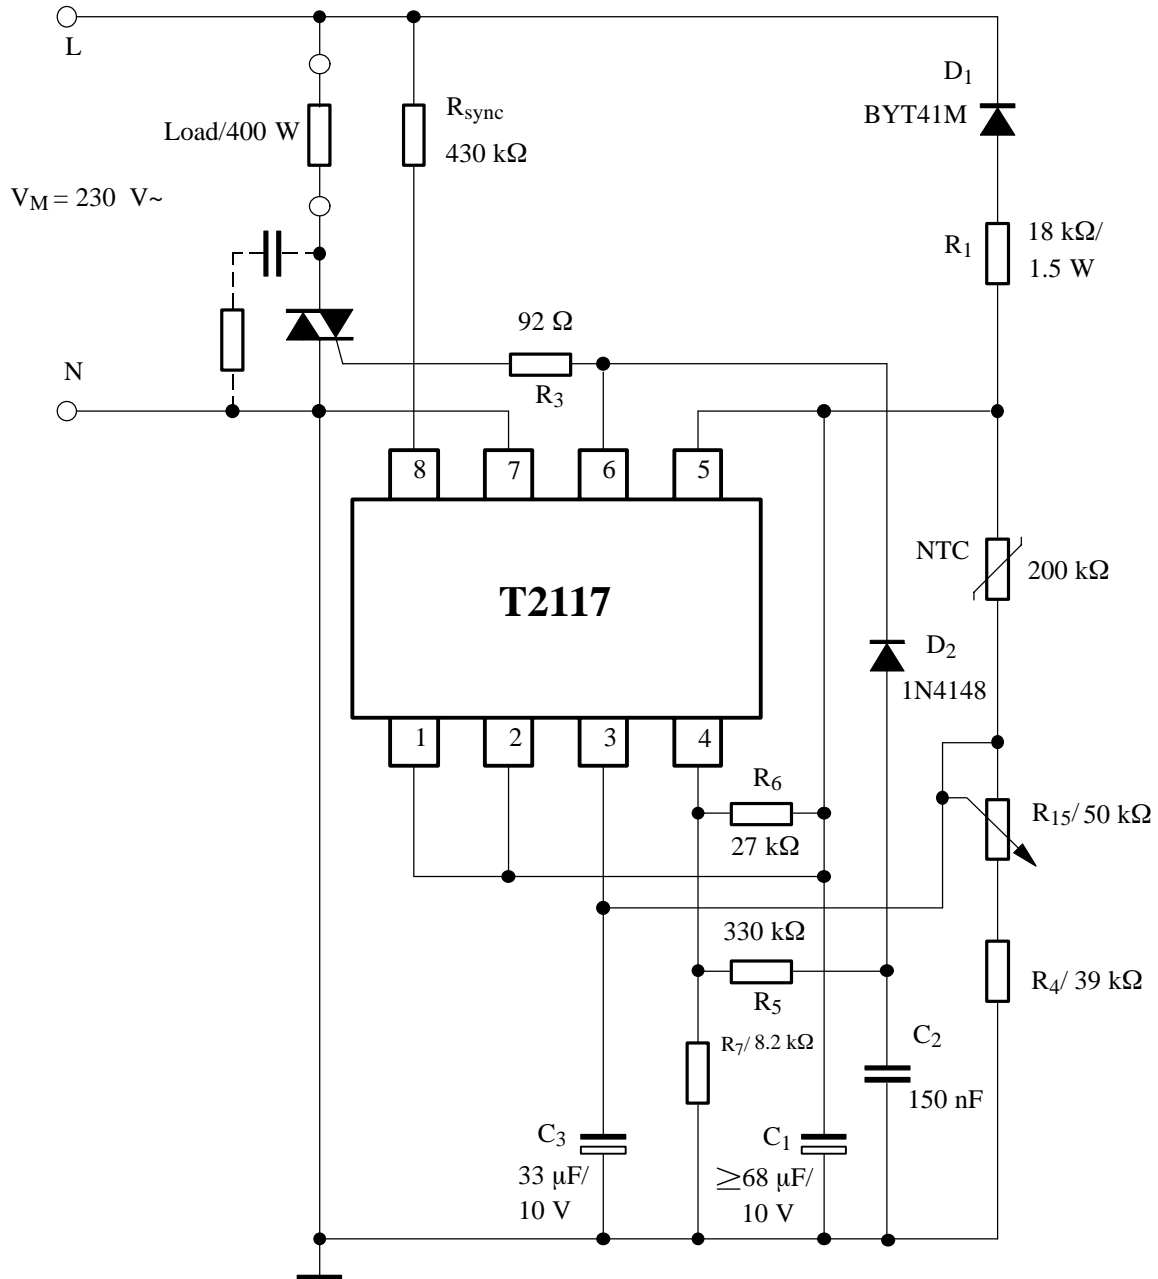 L
D1
BYT41M
Rsync
430 kΩ
Load/400 W
VM = 230 V~
R1
18 kΩ/
1.5 W
92 Ω
R3
N
8
7
6
5
NTC
200 kΩ
T2117
D2
1N4148
1
2
3
4
R6
27 kΩ
R15/ 50 kΩ
330 kΩ
R5
R4/ 39 kΩ
R7/ 8.2 kΩ
C2
150 nF
C3
33 μF/
10 V
C1
≥68 μF/
10 V